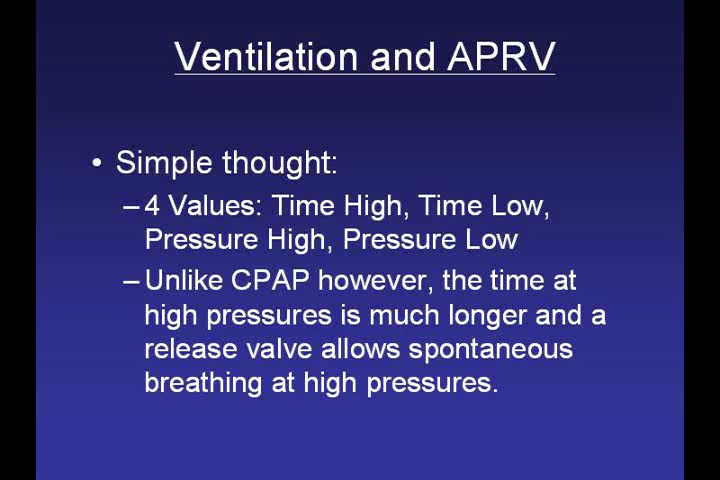 Ventilation and APRV
• Simple thought:
– 4 Values: Time High, Time Low,
Pressure High, Pressure Low
– Unlike CPAP however, the time at
high pressures is much longer and a
release valve allows spontaneous
breathing at high pressures.